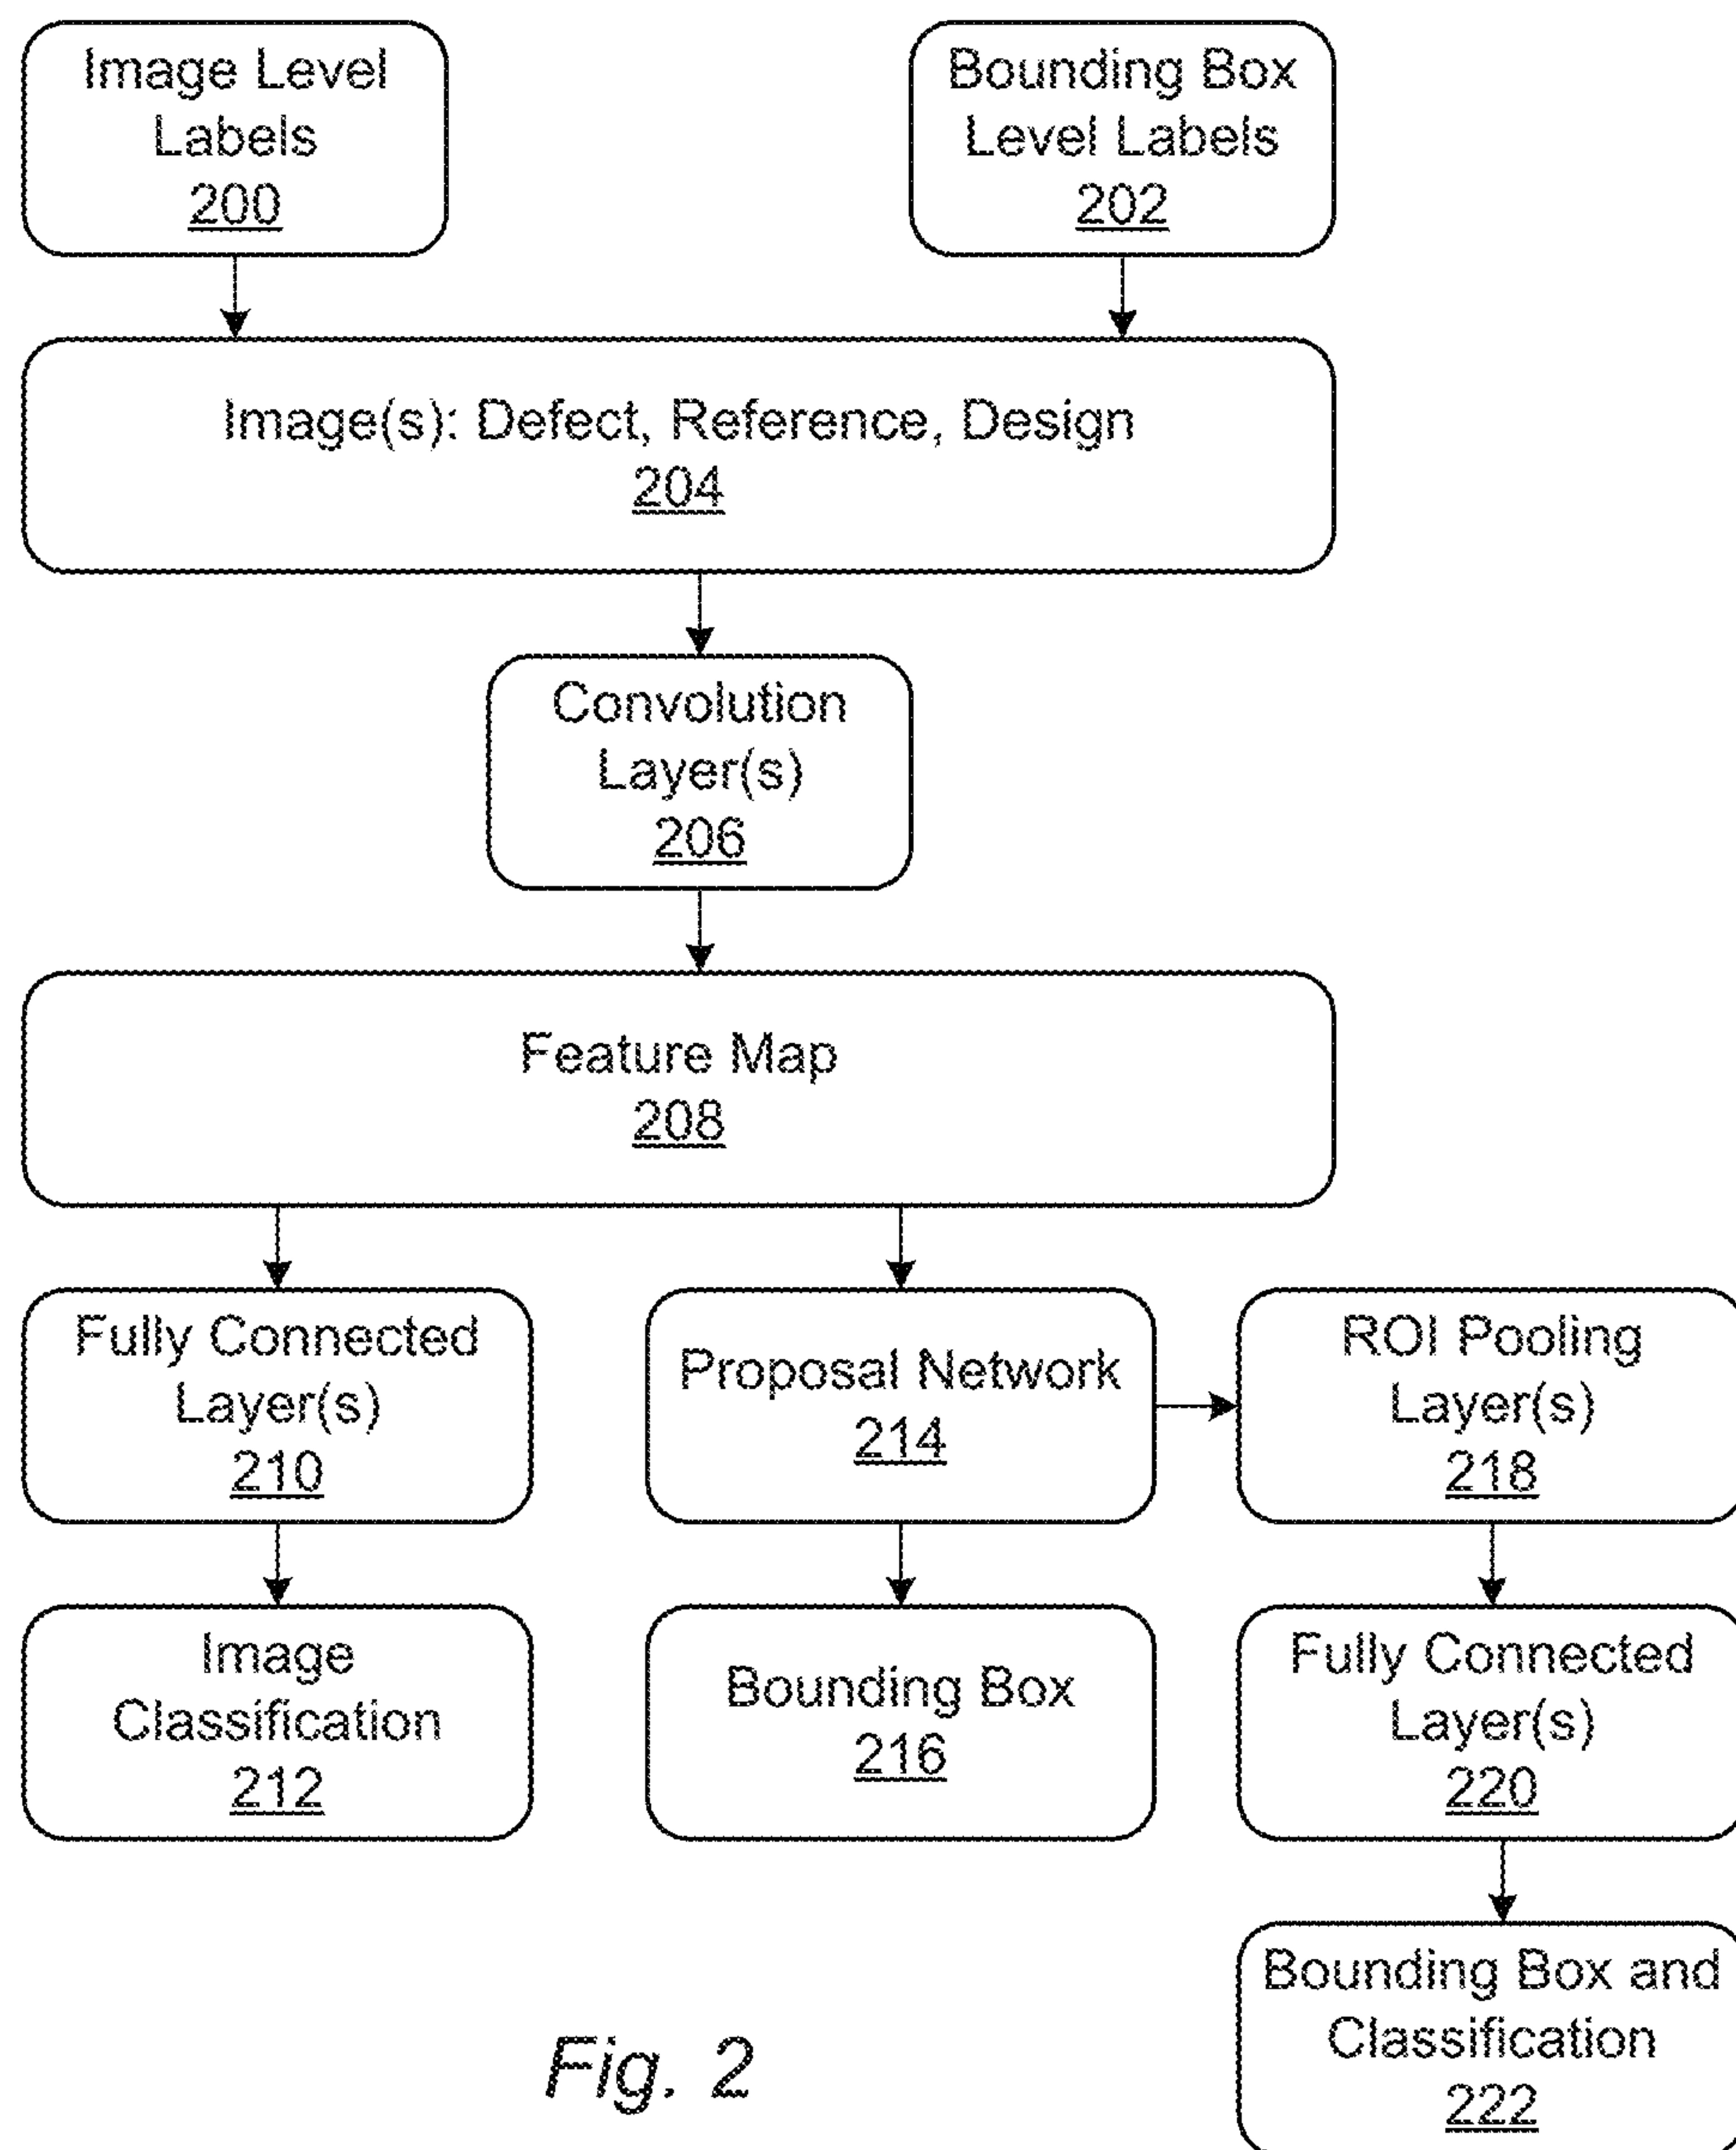 Image Level
Labels
200
Bounding Box
Level Labels
202
Image(s): Defect, Reference, Design
204
Convolution
Layer(s)
206
Feature Map
208
Fully Connected
Layer(s)
210
Proposal Network
214
ROI Pooling
Layer(s)
218
Image
Classification
212
Bounding Box
216
Fully Connected
Layer(s)
220
Bounding Box and
Classification
222
Fig. 2